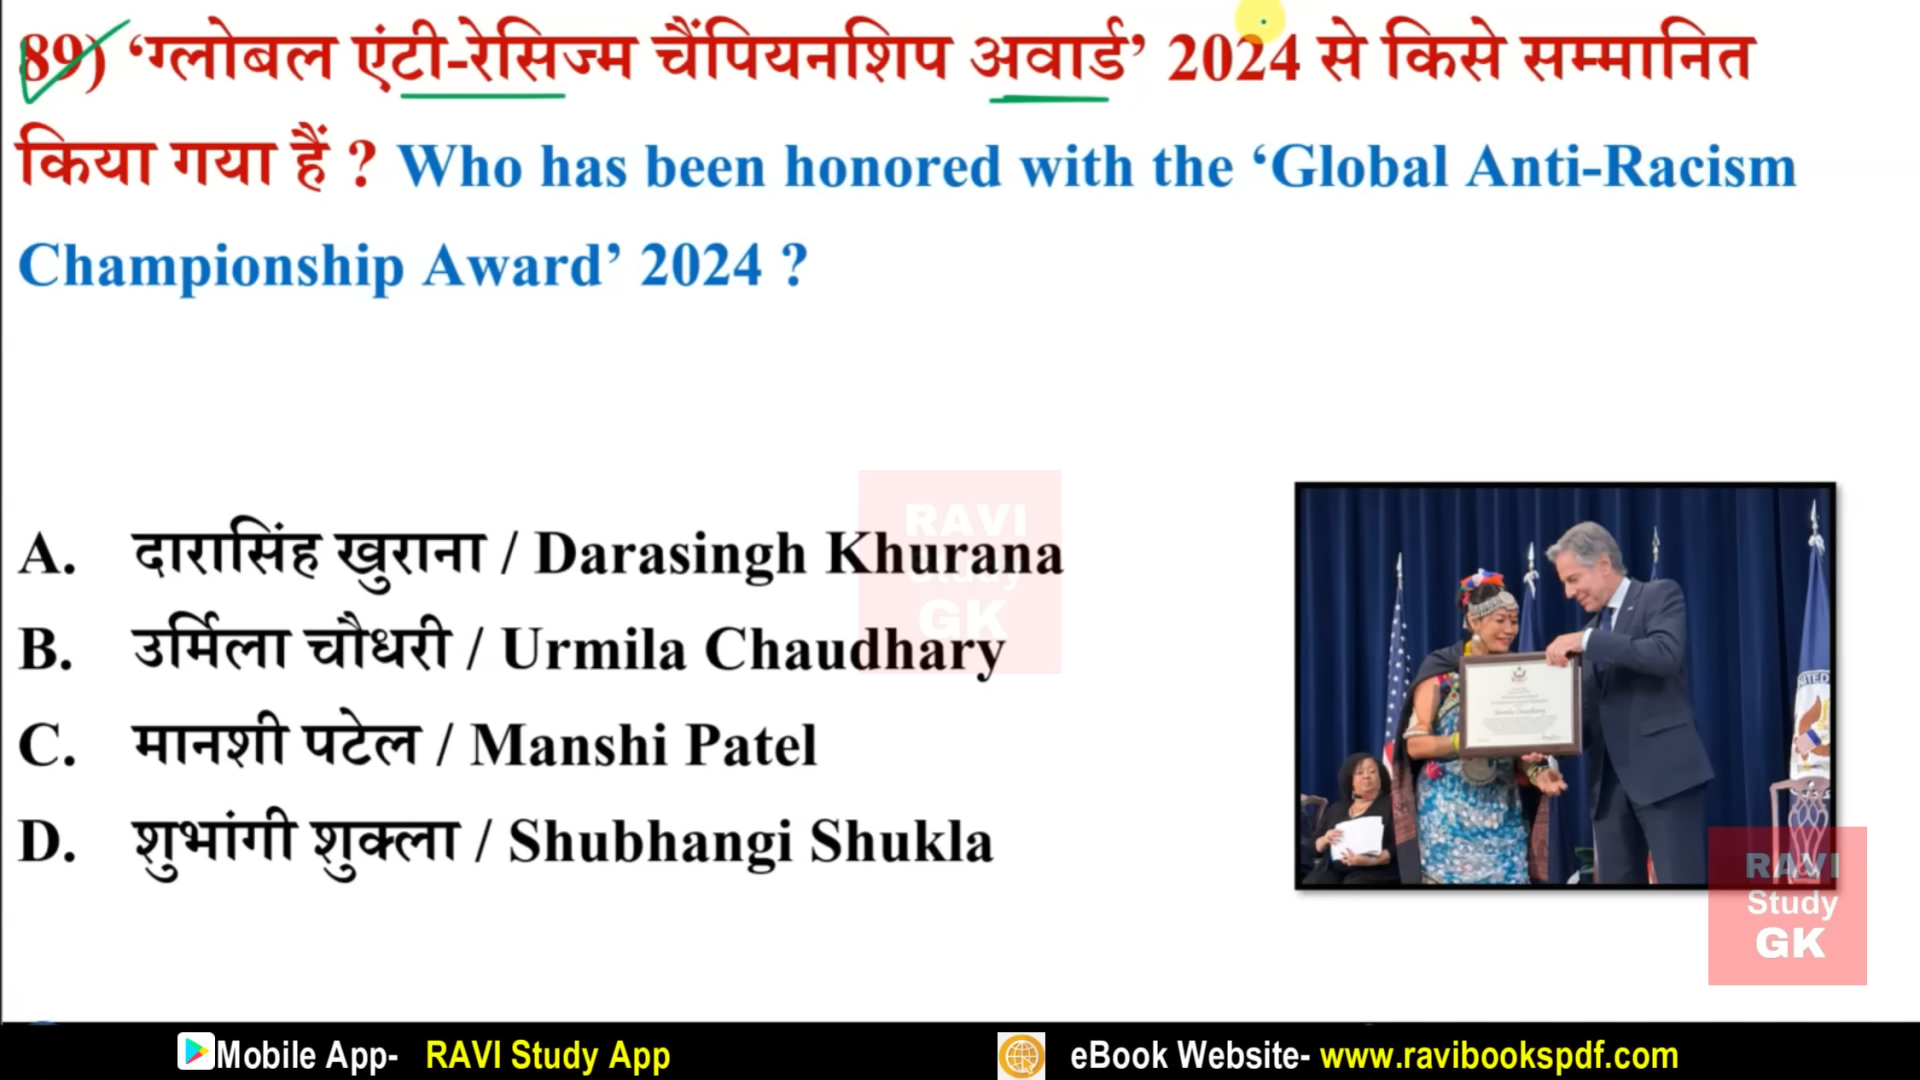 89) ‘ग्लोबल एंटी-रेसिज्म चैंपियनशिप अवार्ड’ 2024 से किसे सम्मानित
किया गया हैं ? Who has been honored with the ‘Global Anti-Racism
Championship Award’ 2024 ?
A. दारासिंह खुराना / Darasingh Khurana
B. उर्मिला चौधरी / Urmila Chaudhary
C. मानशी पटेल / Manshi Patel
D. शुभांगी शुक्ला / Shubhangi Shukla
RAVI
Study
GK
RAVI
Study
GK
Mobile App- RAVI Study App
eBook Website- www.ravibookspdf.com